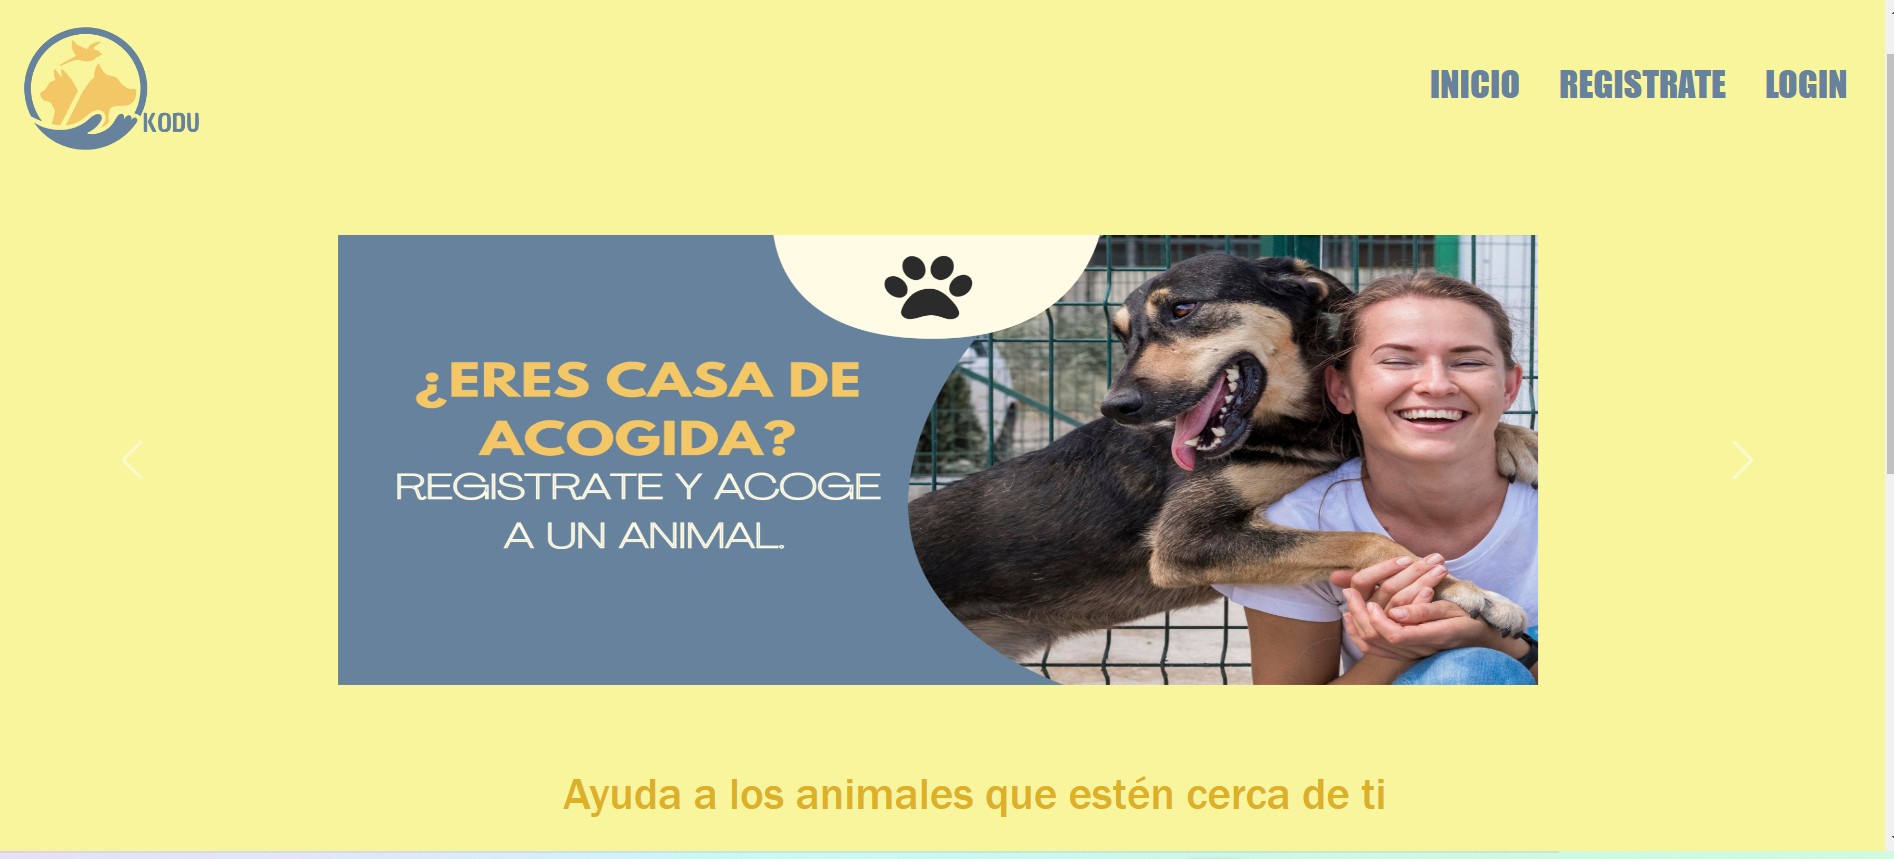 KODU
INICIO REGISTRATE LOGIN
¿ERES CASA DE
ACOGIDA?
REGISTRATE Y ACOGE
A UN ANIMAL.
Ayuda a los animales que estén cerca de ti